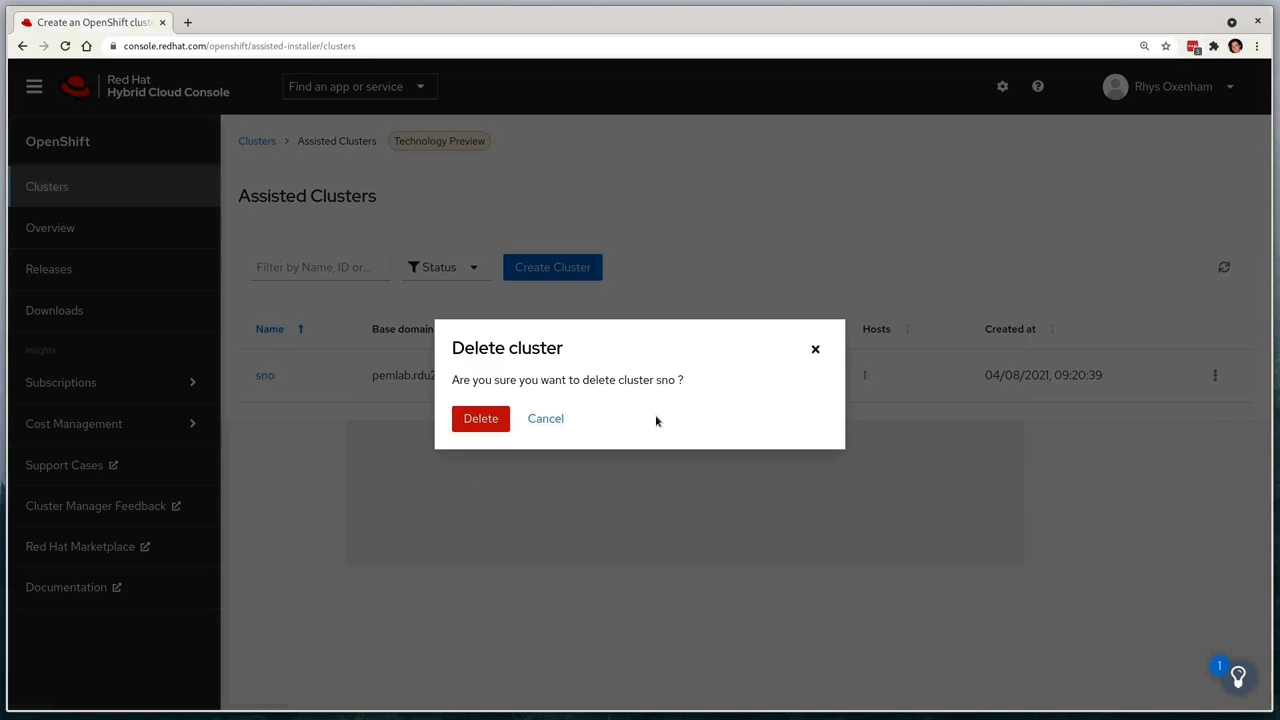 Create an OpenShift clust
console.redhat.com/openshift/assisted-installer/clusters
3
Red Hat
Hybrid Cloud Console
Find an app or service
Rhys Oxenham
OpenShift
Clusters
Overview
Releases
Downloads
Insights
Subscriptions
Cost Management
Support Cases
Cluster Manager Feedback
Red Hat Marketplace
Documentation
Clusters > Assisted Clusters Technology Preview
Assisted Clusters
Filter by Name, ID or... Status Create Cluster
Name Base domain Hosts Created at
sno pemlab.rdu2 1 04/08/2021, 09:20:39
Delete cluster
Are you sure you want to delete cluster sno ?
Delete Cancel
1